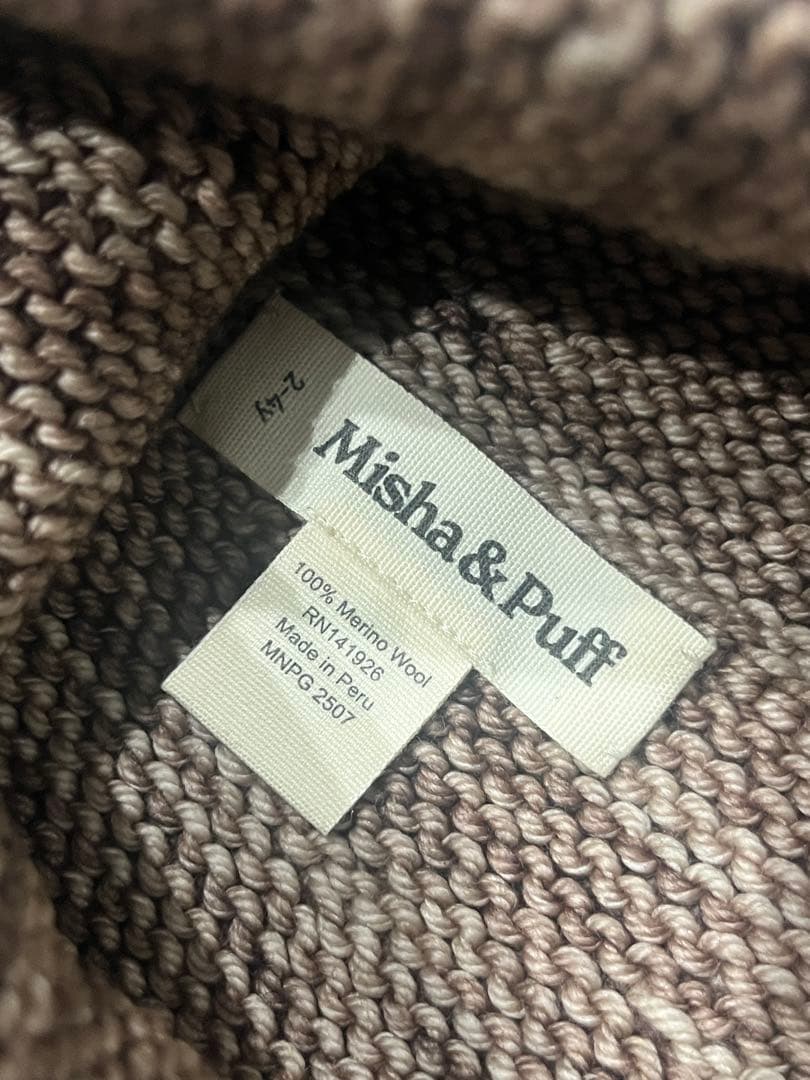 2-4y
Misha & Puff
100% Merino Wool
RN141926
Made in Peru
MNPG 2507